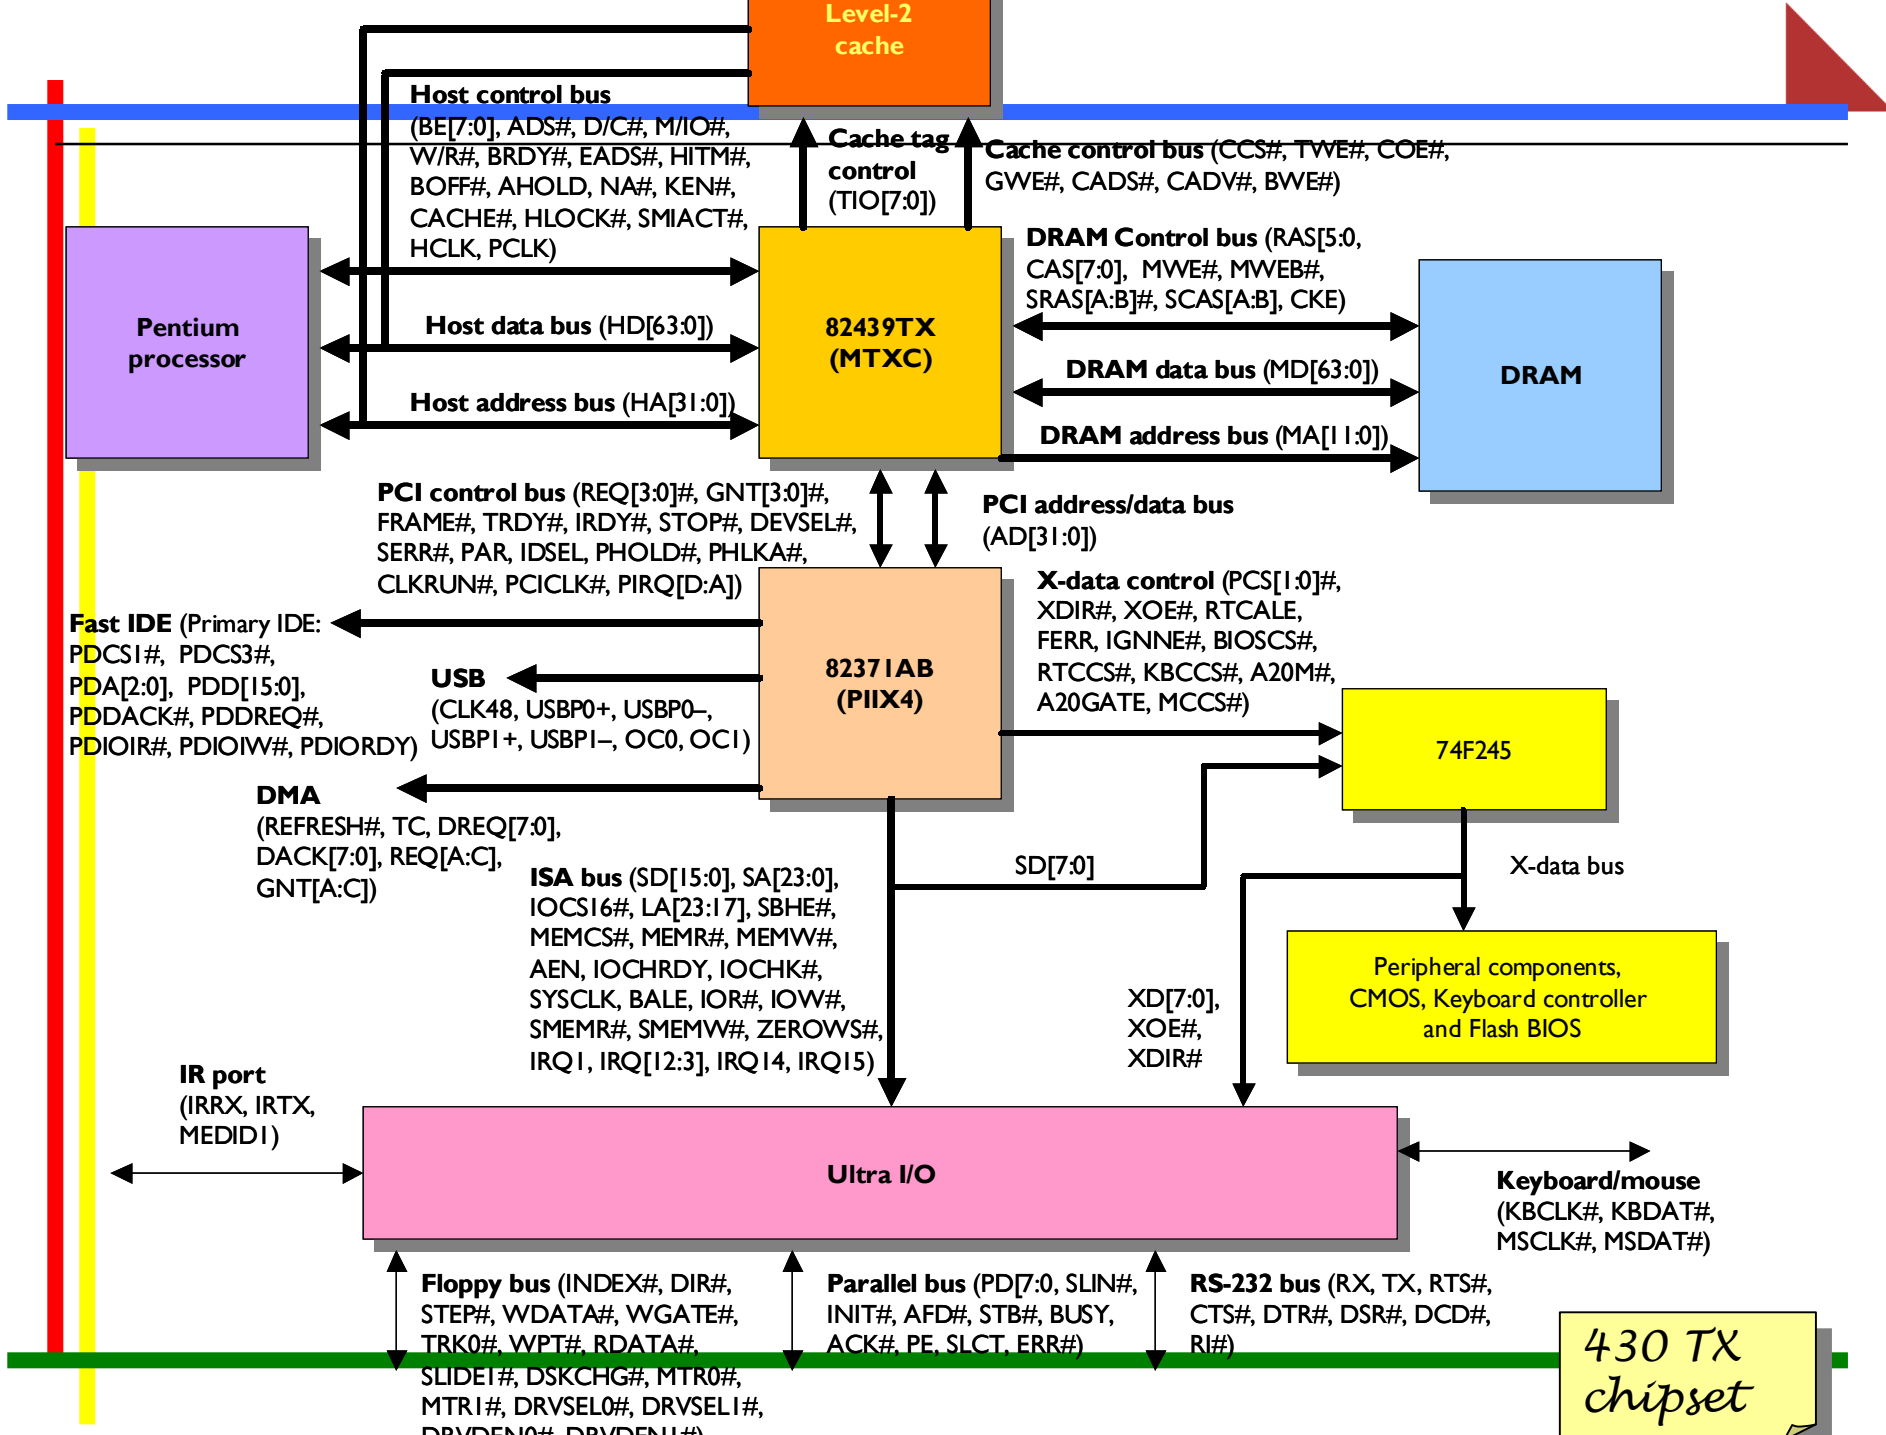 Level-2
cache
Host control bus
(BE[7:0], ADS#, D/C#, M/IO#,
W/R#, BRDY#, EADS#, HITM#,
BOFF#, AHOLD, NA#, KEN#,
CACHE#, HLOCK#, SMIACT#,
HCLK, PCLK)
Cache tag
control
(TIO[7:0])
Cache control bus (CCS#, TWE#, COE#,
GWE#, CADS#, CADV#, BWE#)
DRAM Control bus (RAS[5:0,
CAS[7:0], MWE#, MWEB#,
SRAS[A:B]#, SCAS[A:B], CKE)
Pentium
processor
Host data bus (HD[63:0])
82439TX
(MTXC)
DRAM data bus (MD[63:0])
DRAM
Host address bus (HA[31:0])
DRAM address bus (MA[11:0])
PCI control bus (REQ[3:0]#, GNT[3:0]#,
FRAME#, TRDY#, IRDY#, STOP#, DEVSEL#,
SERR#, PAR, IDSEL, PHOLD#, PHLKA#,
CLKRUN#, PCICLK#, PIRQ[D:A])
PCI address/data bus
(AD[31:0])
X-data control (PCS[1:0]#,
XDIR#, XOE#, RTCALE,
FERR, IGNNE#, BIOSCS#,
RTCCS#, KBCCS#, A20M#,
A20GATE, MCCS#)
Fast IDE (Primary IDE:
PDCS1#, PDCS3#,
PDA[2:0], PDD[15:0],
PDDACK#, PDDREQ#,
PDIOIR#, PDIOIW#, PDIORDY)
USB
(CLK48, USBP0+, USBP0–,
USBP1+, USBP1–, OC0, OC1)
82371AB
(PIIX4)
74F245
DMA
(REFRESH#, TC, DREQ[7:0],
DACK[7:0], REQ[A:C],
GNT[A:C])
ISA bus (SD[15:0], SA[23:0],
IOCS16#, LA[23:17], SBHE#,
MEMCS#, MEMR#, MEMW#,
AEN, IOCHRDY, IOCHK#,
SYSCLK, BALE, IOR#, IOW#,
SMEMR#, SMEMW#, ZEROWS#,
IRQ1, IRQ[12:3], IRQ14, IRQ15)
SD[7:0]
X-data bus
Peripheral components,
CMOS, Keyboard controller
and Flash BIOS
XD[7:0],
XOE#,
XDIR#
IR port
(IRRX, IRTX,
MEDID1)
Ultra I/O
Keyboard/mouse
(KBCLK#, KBDAT#,
MSCLK#, MSDAT#)
Floppy bus (INDEX#, DIR#,
STEP#, WDATA#, WGATE#,
TRK0#, WPT#, RDATA#,
SLIDE1#, DSKCHG#, MTR0#,
MTR1#, DRVSEL0#, DRVSEL1#,
DRVDEN0#, DRVDEN1#)
Parallel bus (PD[7:0, SLIN#,
INIT#, AFD#, STB#, BUSY,
ACK#, PE, SLCT, ERR#)
RS-232 bus (RX, TX, RTS#,
CTS#, DTR#, DSR#, DCD#,
RI#)
430 TX
chipset